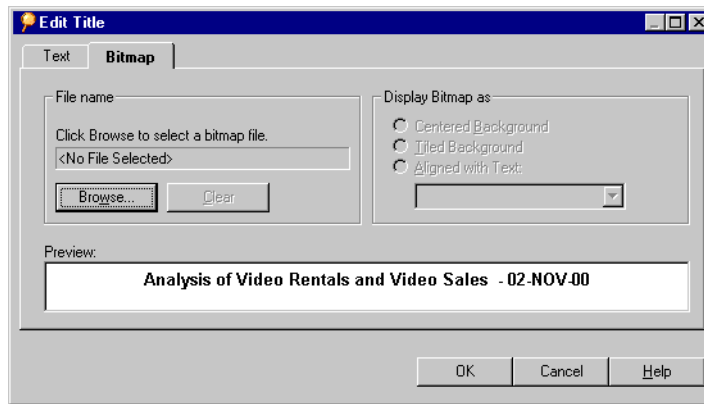 Edit Title
Text
Bitmap
File name
Click Browse to select a bitmap file.
<No File Selected>
Browse...
Clear
Display Bitmap as
Centered Background
Tiled Background
Aligned with Text:
Preview:
Analysis of Video Rentals and Video Sales - 02-NOV-00
OK
Cancel
Help